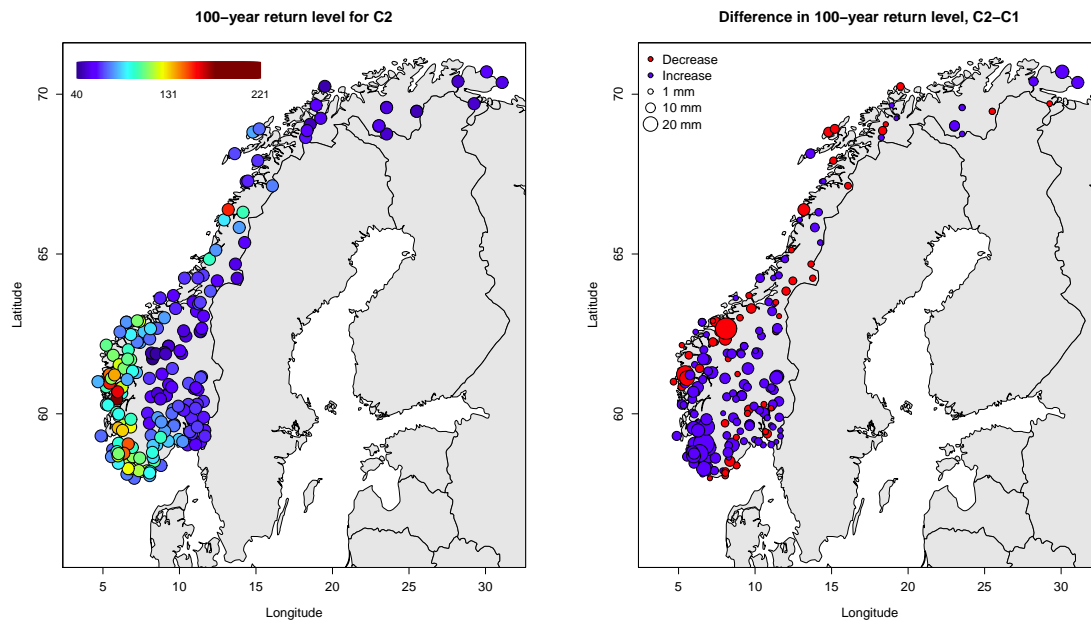 100−year return level for C2
40 131 221
70
65
60
Latitude
5 10 15 20 25 30
Longitude
Difference in 100−year return level, C2−C1
Decrease
Increase
1 mm
10 mm
20 mm
70
65
60
Latitude
5 10 15 20 25 30
Longitude